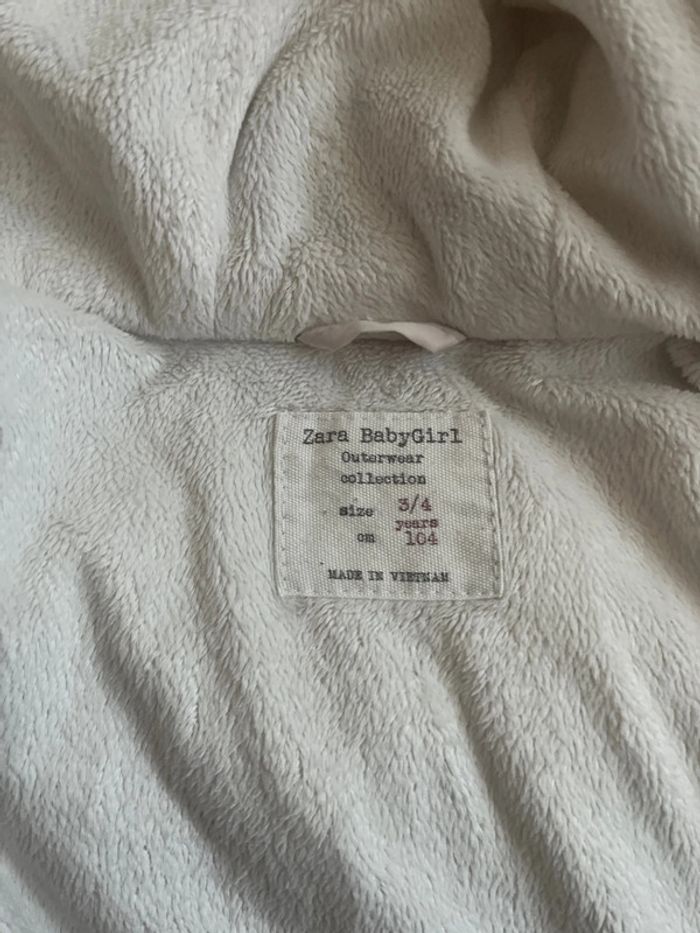 Zara BabyGirl
Outerwear
collection
size 3/4
years
cm 104
MADE IN VIETNAM